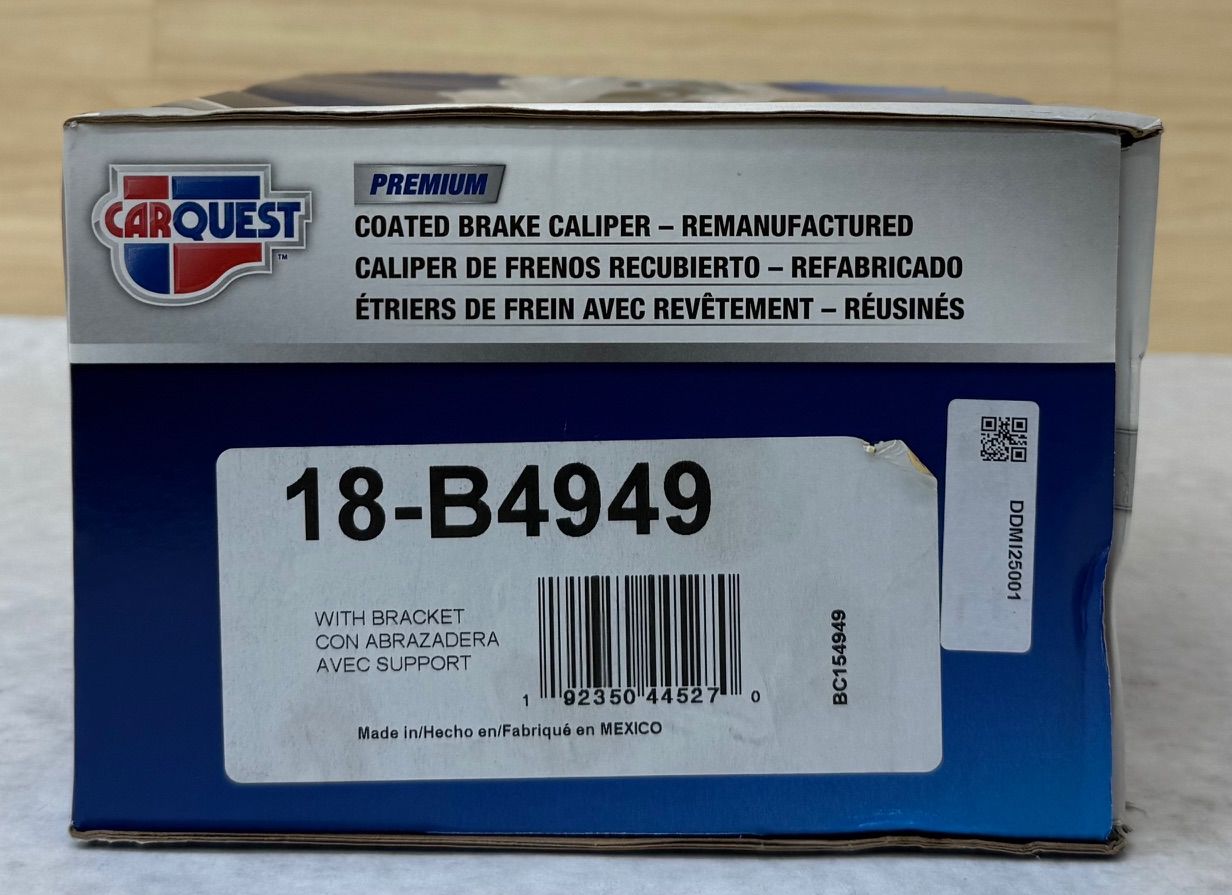 CARQUEST
TM
PREMIUM
COATED BRAKE CALIPER – REMANUFACTURED
CALIPER DE FRENOS RECUBIERTO – REFABRICADO
ÉTRIERS DE FREIN AVEC REVÊTEMENT – RÉUSINÉS
18-B4949
WITH BRACKET
CON ABRAZADERA
AVEC SUPPORT
1 92350 44527 0
Made in/Hecho en/Fabriqué en MEXICO
BC154949
DDMI25001